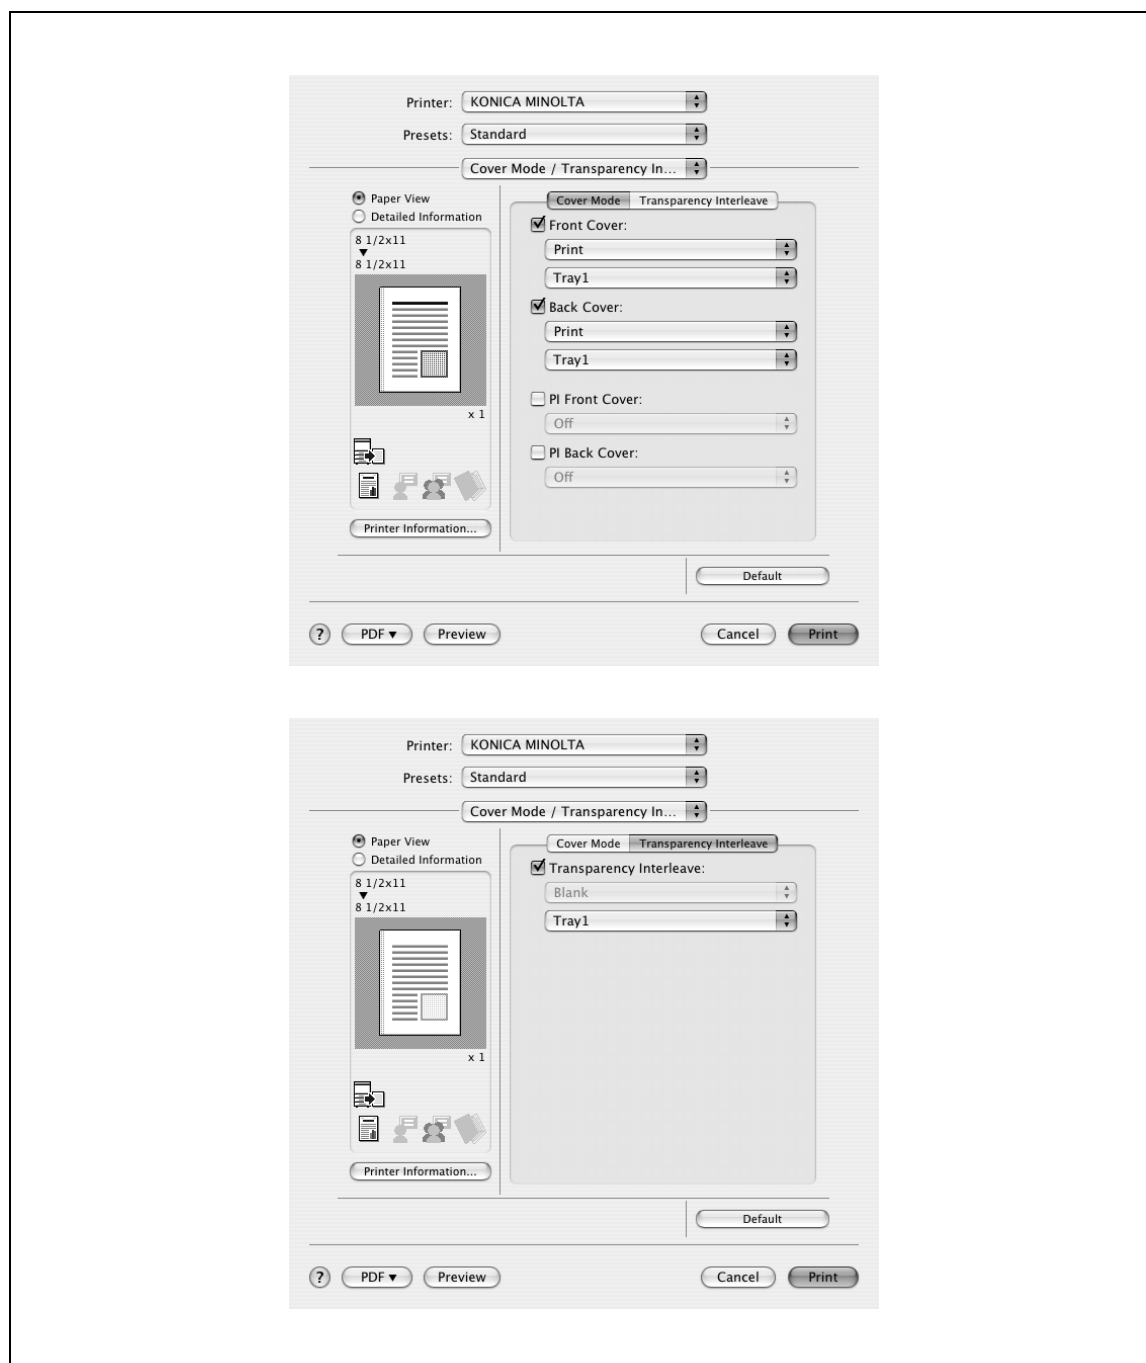 Printer: KONICA MINOLTA
Presets: Standard
Cover Mode / Transparency In...
Paper View
Detailed Information
8 1/2x11
8 1/2x11
x 1
Printer Information...
Cover Mode Transparency Interleave
Front Cover:
Print
Tray1
Back Cover:
Print
Tray1
PI Front Cover:
Off
PI Back Cover:
Off
Default
? PDF Preview Cancel Print
Printer: KONICA MINOLTA
Presets: Standard
Cover Mode / Transparency In...
Paper View
Detailed Information
8 1/2x11
8 1/2x11
x 1
Printer Information...
Cover Mode Transparency Interleave
Transparency Interleave:
Blank
Tray1
Default
? PDF Preview Cancel Print